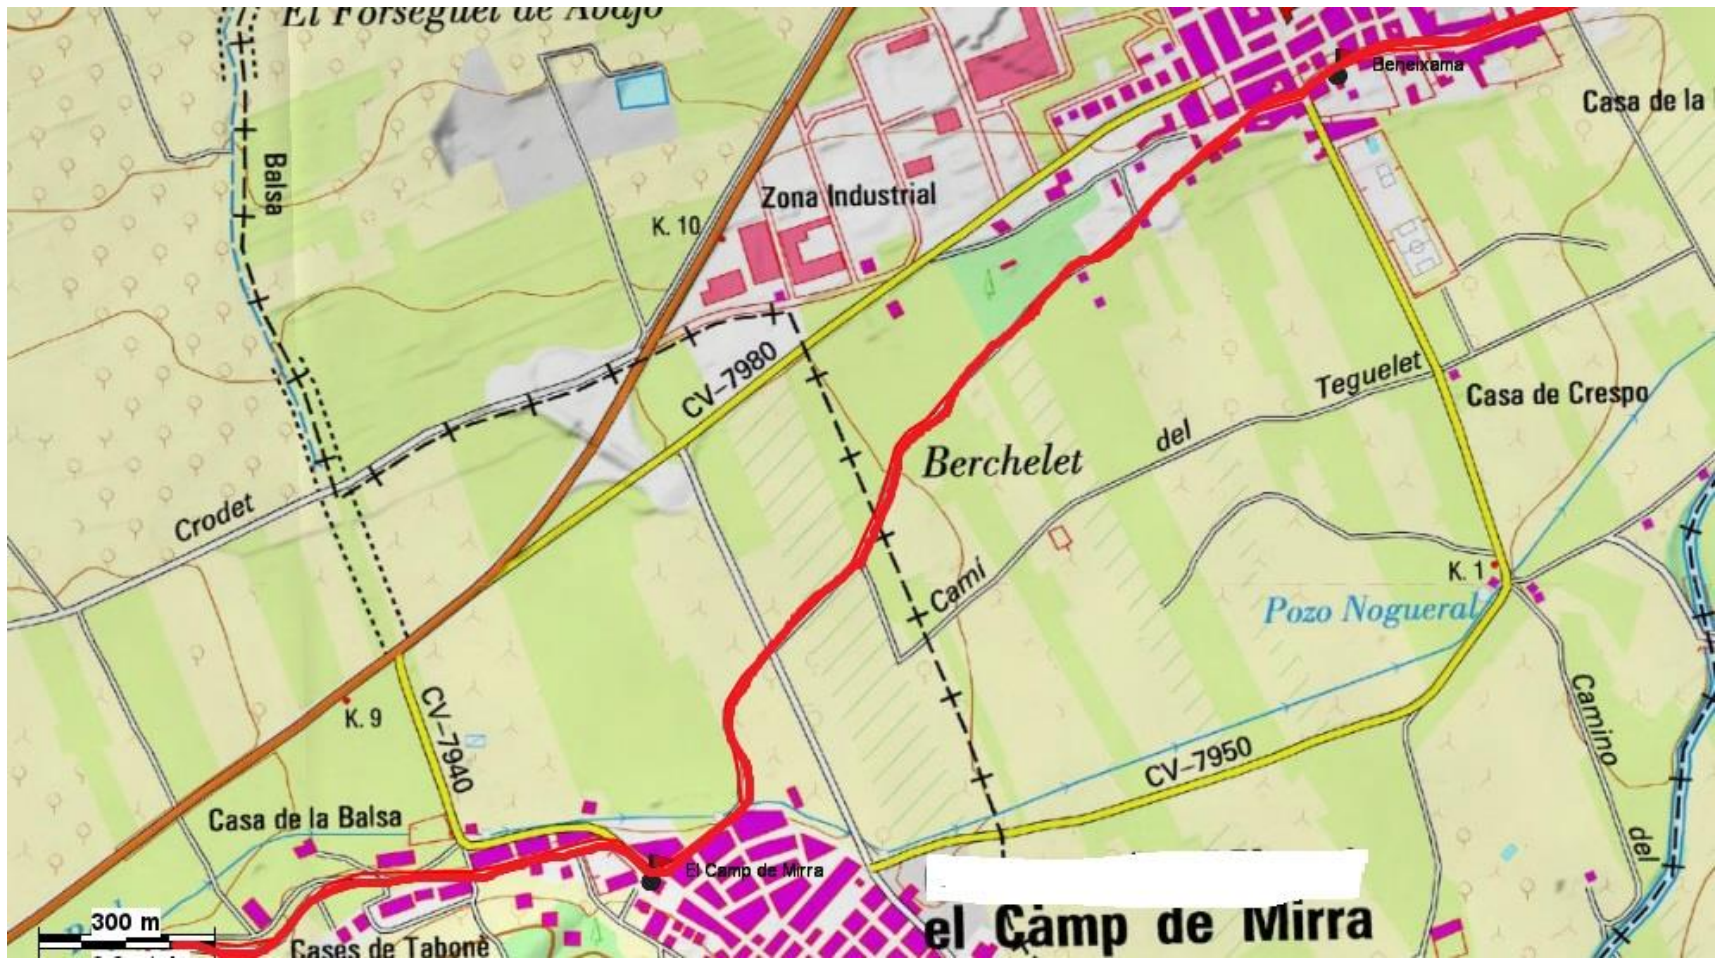 El Forseguet de Abajo
Beneixama
Casa de la
Balsa
Zona Industrial
K. 10
CV-7980
Teguelet
Casa de Crespo
del
Berchelet
Crodet
Camí
K. 1
Pozo Nogueral
Camino
K. 9
CV-7940
CV-7950
Casa de la Balsa
del
El Camp de Mirra
300 m
el Camp de Mirra
Cases de Taboné